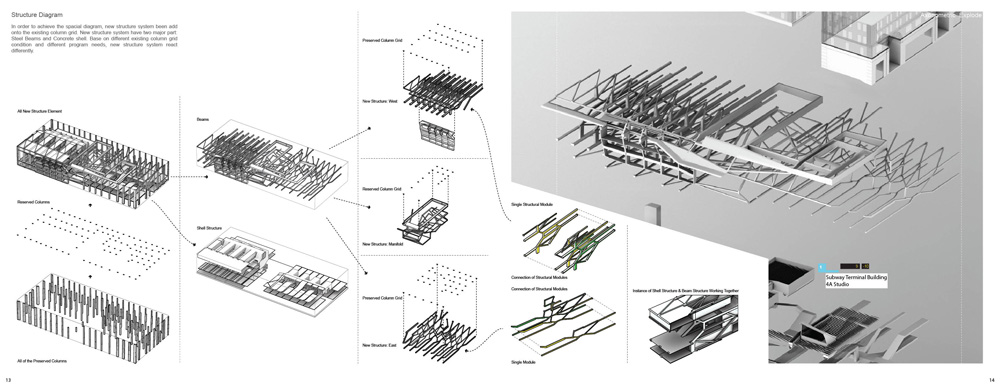 Structure Diagram
In order to achieve the spacial diagram, new structure system been add
onto the existing column grid. New structure system have two major part:
Steal Beams and Concrete shell. Base on different existing column grid
condition and different program needs, new structure system react
differently.
All New Structure Element
Reserved Columns
All of the Preserved Columns
Beams
Shell Structure
Preserved Column Grid
New Structure: West
Reserved Column Grid
New Structure: Manifold
Preserved Column Grid
New Structure: East
Single Structural Module
Connection of Structural Modules
Connection of Structural Modules
Single Module
Instance of Shell Structure & Beam Structure Working Together
Subway Terminal Building
4A Studio
13
14